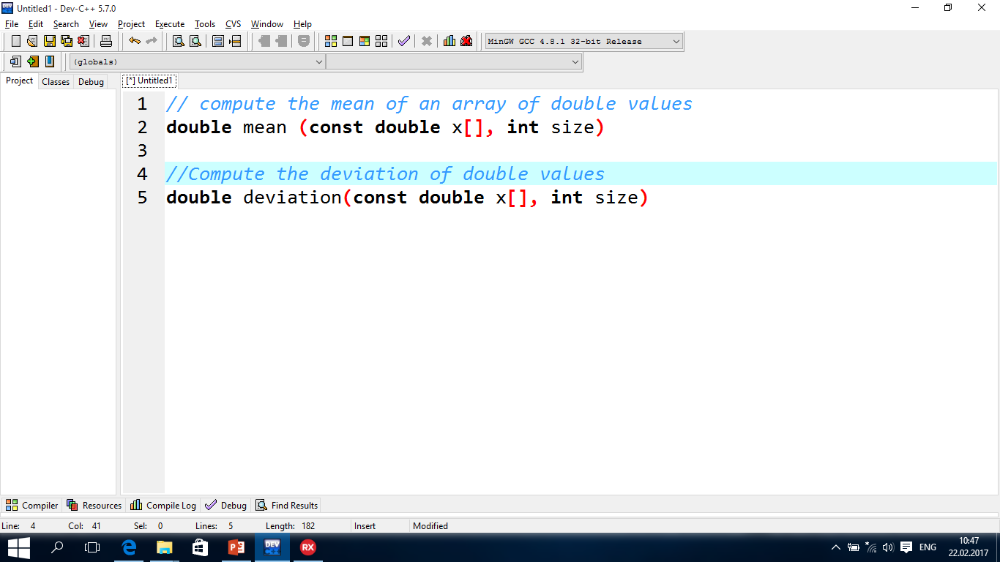 Untitled1 - Dev-C++ 5.7.0
File Edit Search View Project Execute Tools CVS Window Help
MinGW GCC 4.8.1 32-bit Release
(globals)
Project Classes Debug [*] Untitled1
1 // compute the mean of an array of double values
2 double mean (const double x[], int size)
3
4 //Compute the deviation of double values
5 double deviation(const double x[], int size)
Compiler Resources Compile Log Debug Find Results
Line: 4 Col: 41 Sel: 0 Lines: 5 Length: 182 Insert Modified
DEV C++ RX ENG 10:47
22.02.2017